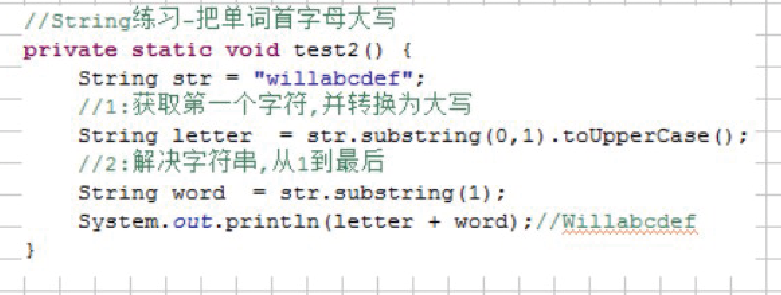 //String练习-把单词首字母大写
private static void test2() {
String str = "willabcdef";
//1:获取第一个字符,并转换为大写
String letter = str.substring(0,1).toUpperCase();
//2:解决字符串,从1到最后
String word = str.substring(1);
System.out.println(letter + word);//Willabcdef
}